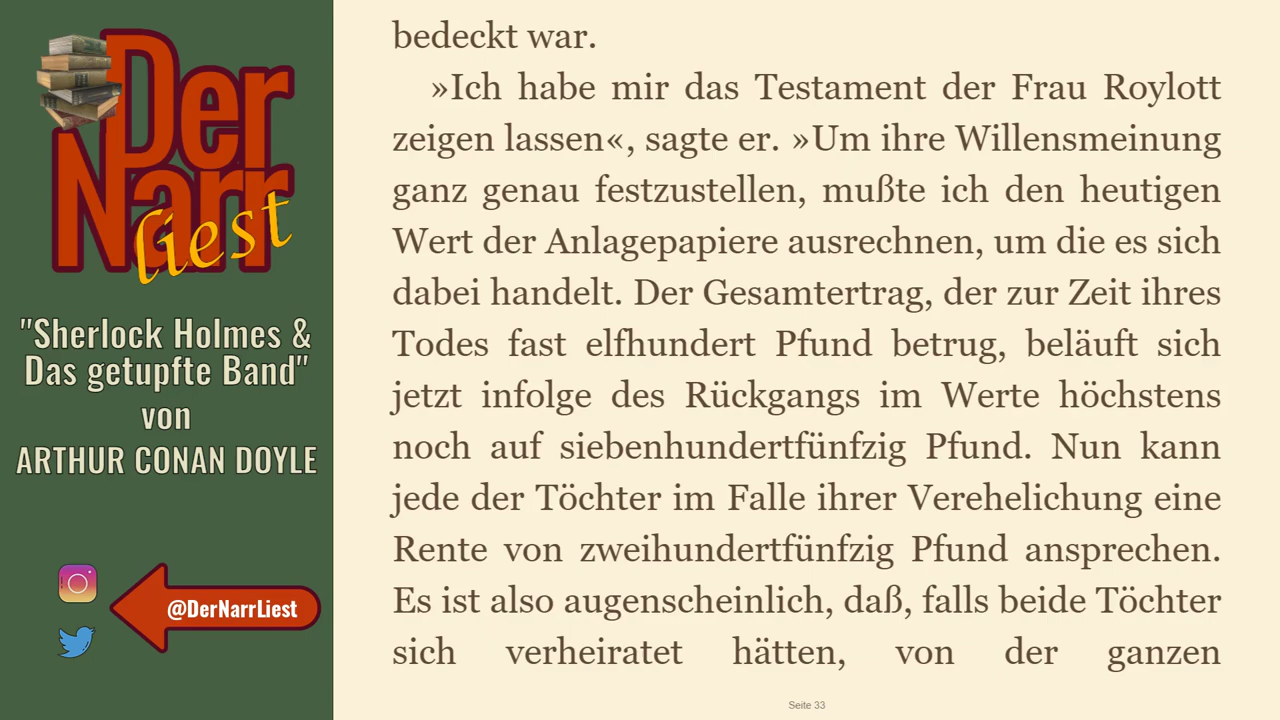 Der
Narr
liest
"Sherlock Holmes &
Das getupfte Band"
von
ARTHUR CONAN DOYLE
@DerNarrLiest
bedeckt war.
»Ich habe mir das Testament der Frau Roylott
zeigen lassen«, sagte er. »Um ihre Willensmeinung
ganz genau festzustellen, mußte ich den heutigen
Wert der Anlagepapiere ausrechnen, um die es sich
dabei handelt. Der Gesamtertrag, der zur Zeit ihres
Todes fast elfhundert Pfund betrug, beläuft sich
jetzt infolge des Rückgangs im Werte höchstens
noch auf siebenhundertfünfzig Pfund. Nun kann
jede der Töchter im Falle ihrer Verehelichung eine
Rente von zweihundertfünfzig Pfund ansprechen.
Es ist also augenscheinlich, daß, falls beide Töchter
sich verheiratet hätten, von der ganzen
Seite 33